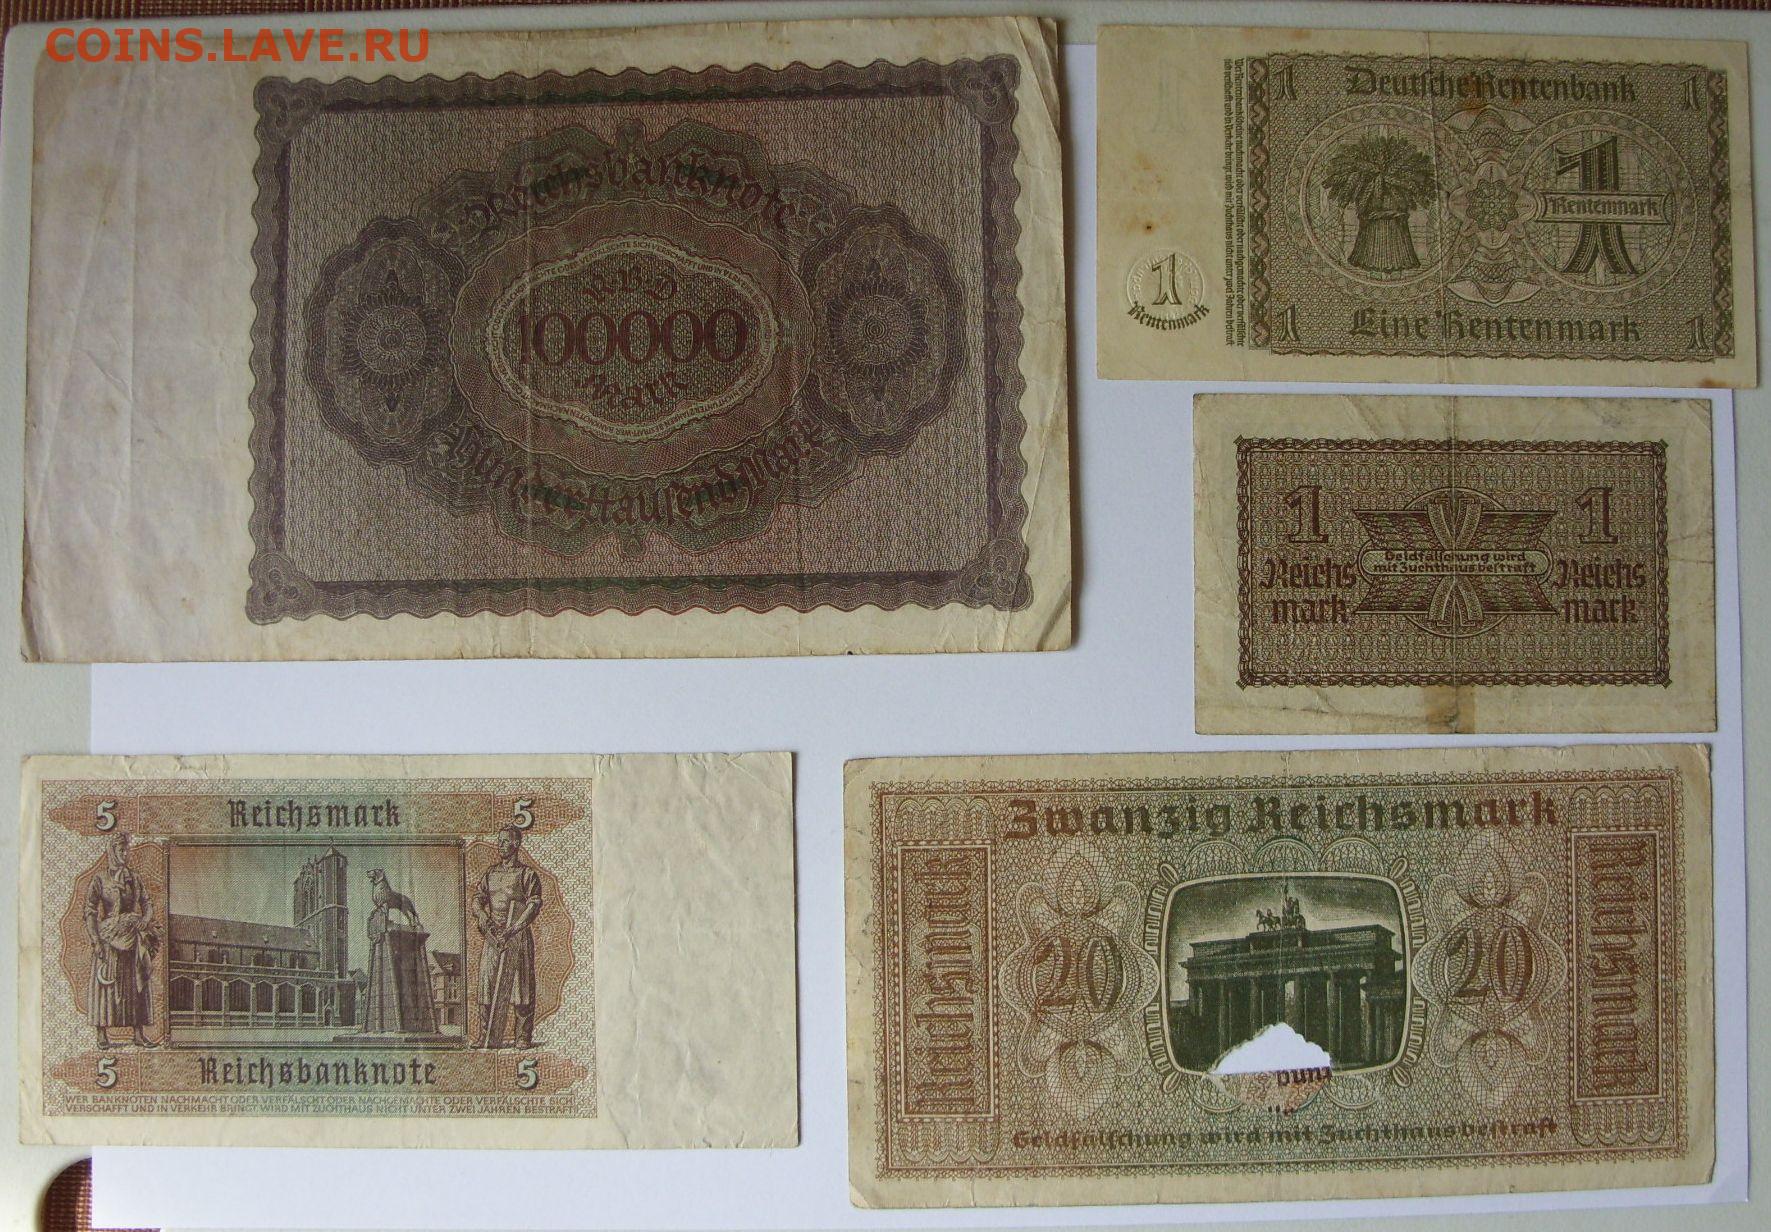 COINS.LAVE.RU
Reichsbanknote
RBD
100000
Mark
Hunderttausend Mark
1
Deutsche Rentenbank
1
1
Rentenmark
1
Rentenmark
1
Eine Rentenmark
1
1
1
Reichs
mark
Geldfälschung wird
mit Zuchthaus bestraft
Reichs
mark
5
Reichsmark
5
5
Reichsbanknote
5
WER BANKNOTEN NACHMACHT ODER VERFÄLSCHT ODER NACHGEMACHTE ODER VERFÄLSCHTE SICH
VERSCHAFFT UND IN VERKEHR BRINGT, WIRD MIT ZUCHTHAUS NICHT UNTER ZWEI JAHREN BESTRAFT
Zwanzig Reichsmark
Reichsmark
20
20
Reichsmark
Geldfälschung wird mit Zuchthaus bestraft